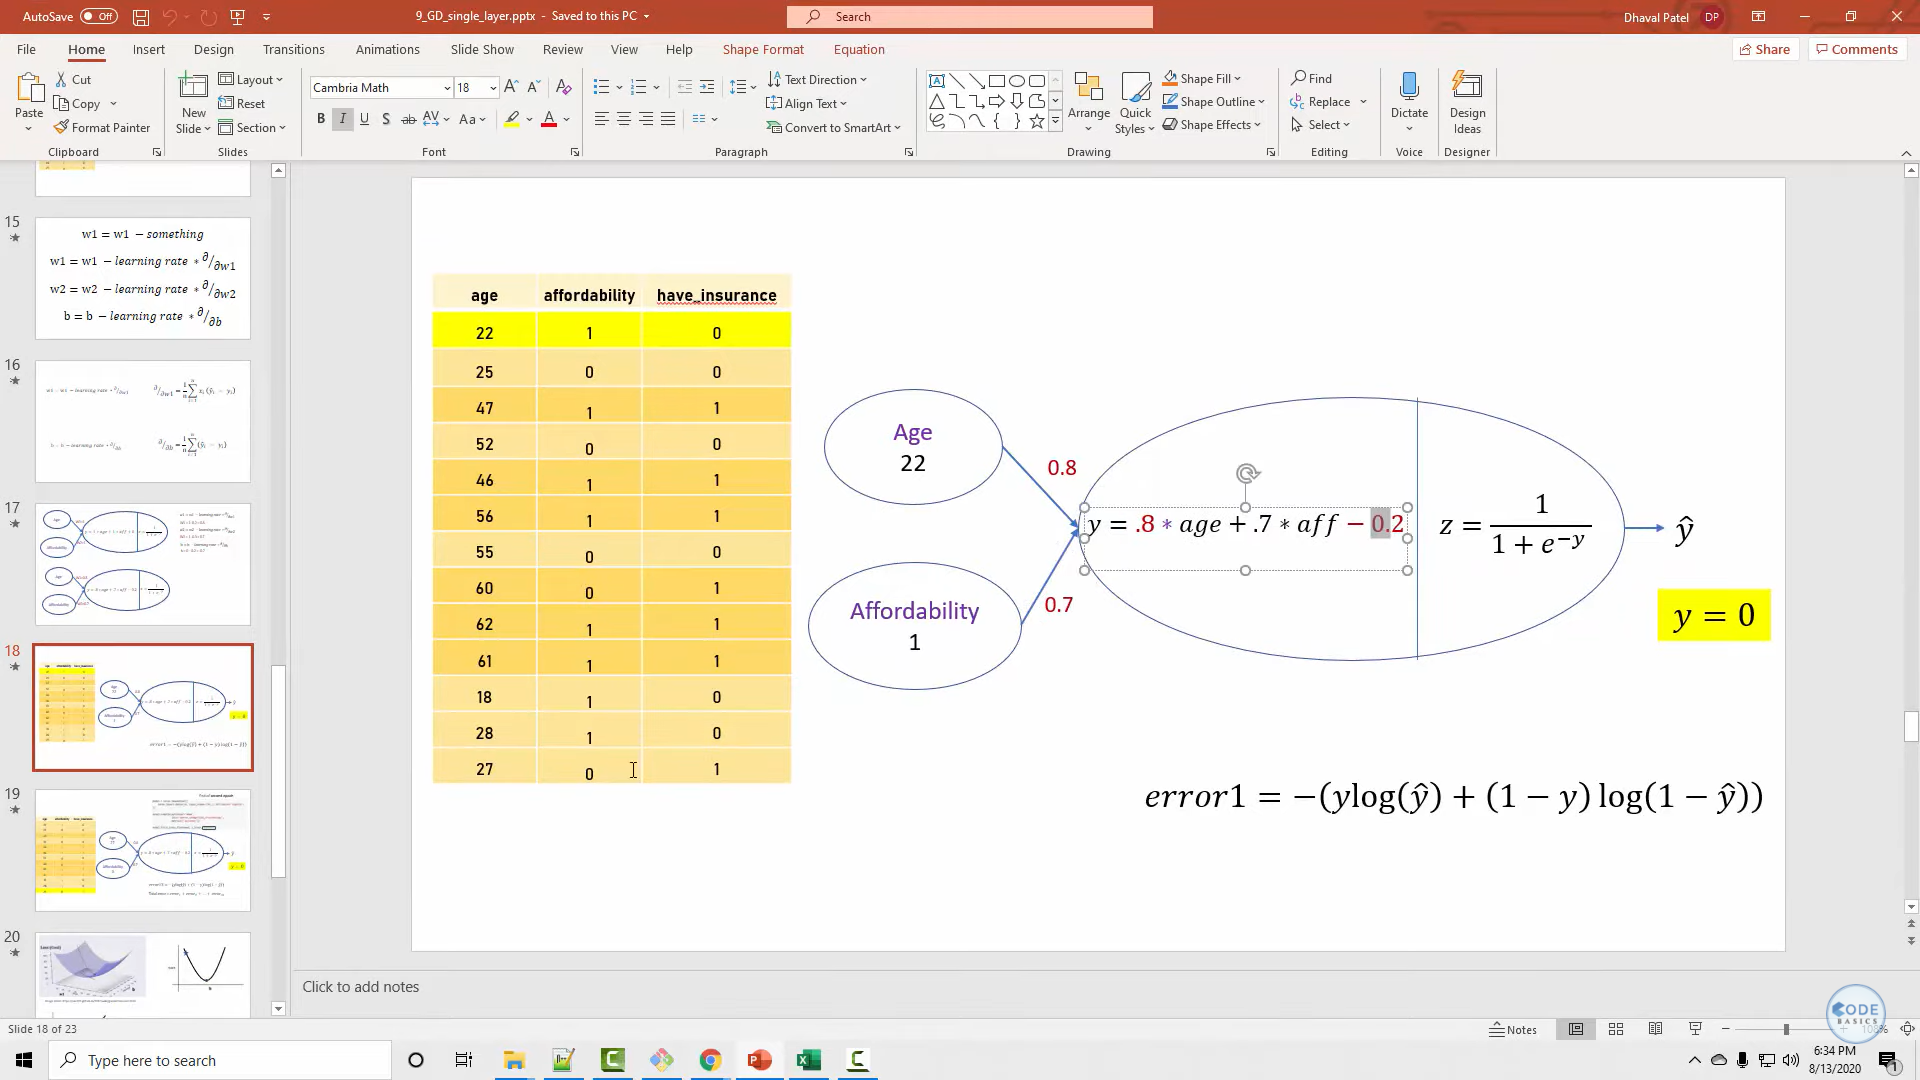 AutoSave Off
9_GD_single_layer.pptx - Saved to this PC
Search
Dhaval Patel DP
File Home Insert Design Transitions Animations Slide Show Review View Help Shape Format Equation
Share Comments
Paste
Cut
Copy
Format Painter
Clipboard
New Slide
Layout
Reset
Section
Slides
Cambria Math 18
B I U S ab AV Aa A
Font
Text Direction
Align Text
Convert to SmartArt
Paragraph
Arrange
Quick Styles
Shape Fill
Shape Outline
Shape Effects
Drawing
Find
Replace
Select
Editing
Dictate
Voice
Design Ideas
Designer
15
w1 = w1 − something
w1 = w1 − learning rate * ∂/∂w1
w2 = w2 − learning rate * ∂/∂w2
b = b − learning rate * ∂/∂b
16
17
18
19
20
age affordability have_insurance
22 1 0
25 0 0
47 1 1
52 0 0
46 1 1
56 1 1
55 0 0
60 0 1
62 1 1
61 1 1
18 1 0
28 1 0
27 0 1
Age
22
0.8
Affordability
1
0.7
y = .8 * age + .7 * aff − 0.2
z = 1 / (1 + e^−y)
ŷ
y = 0
error1 = −(ylog(ŷ) + (1 − y) log(1 − ŷ))
Click to add notes
Slide 18 of 23
Notes
108%
CODE
BASICS
Type here to search
6:34 PM
8/13/2020
1